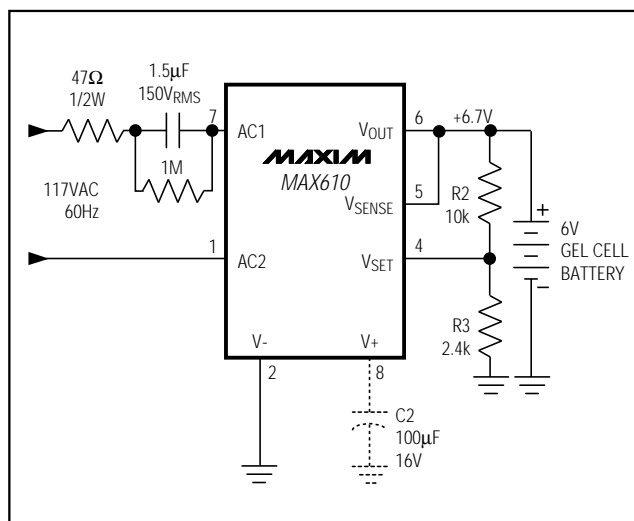 47Ω
1/2W
1.5μF
150VRMS
7
AC1
1M
117VAC
60Hz
1
AC2
MAXIM
MAX610
VOUT
6
+6.7V
5
VSENSE
R2
10k
4
VSET
+
6V
GEL CELL
BATTERY
−
R3
2.4k
V-
V+
2
8
C2
100μF
16V